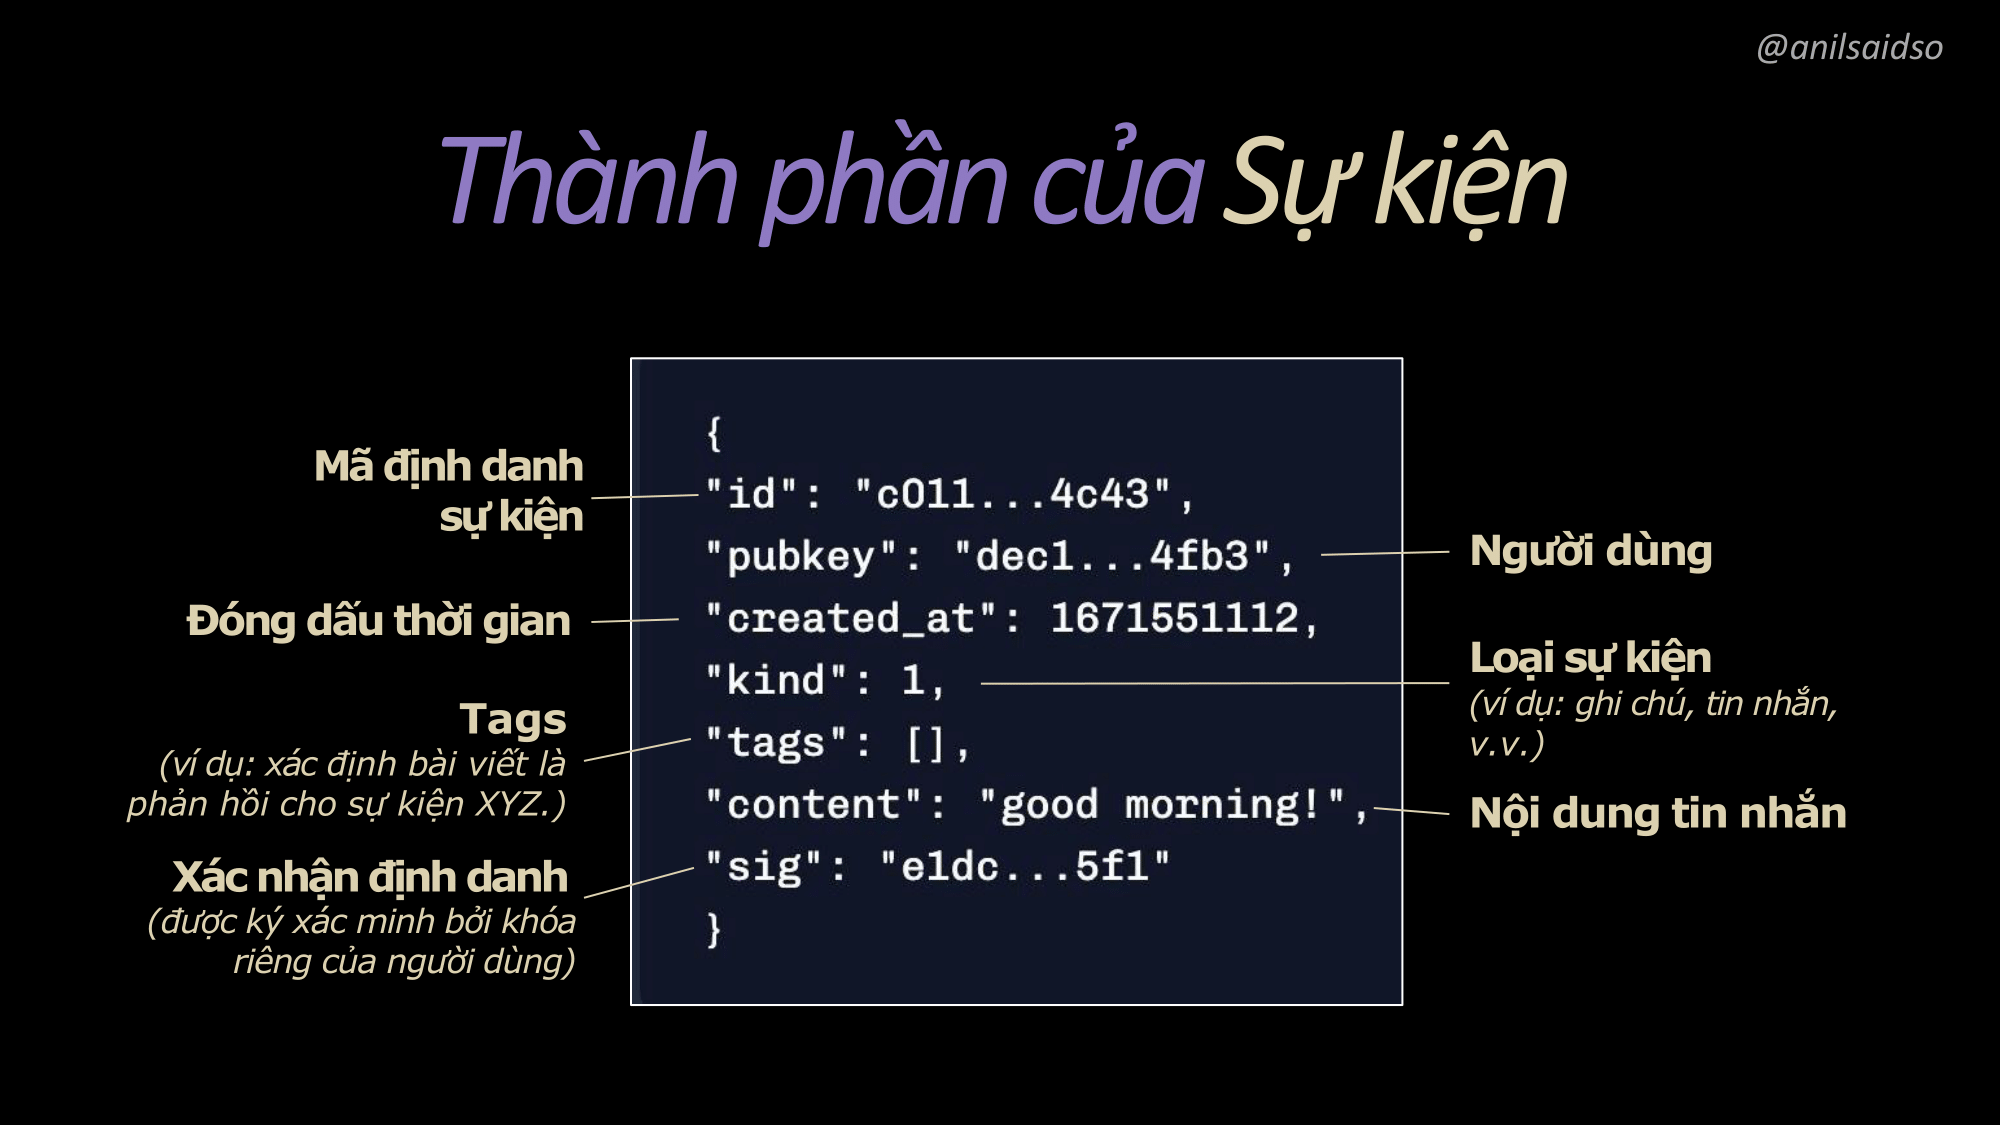 @anilsaidso
Thành phần của Sự kiện
Mã định danh
sự kiện
Đóng dấu thời gian
Tags
(ví dụ: xác định bài viết là
phản hồi cho sự kiện XYZ.)
Xác nhận định danh
(được ký xác minh bởi khóa
riêng của người dùng)
{
"id": "c011...4c43",
"pubkey": "dec1...4fb3",
"created_at": 1671551112,
"kind": 1,
"tags": [],
"content": "good morning!",
"sig": "e1dc...5f1"
}
Người dùng
Loại sự kiện
(ví dụ: ghi chú, tin nhắn,
v.v.)
Nội dung tin nhắn